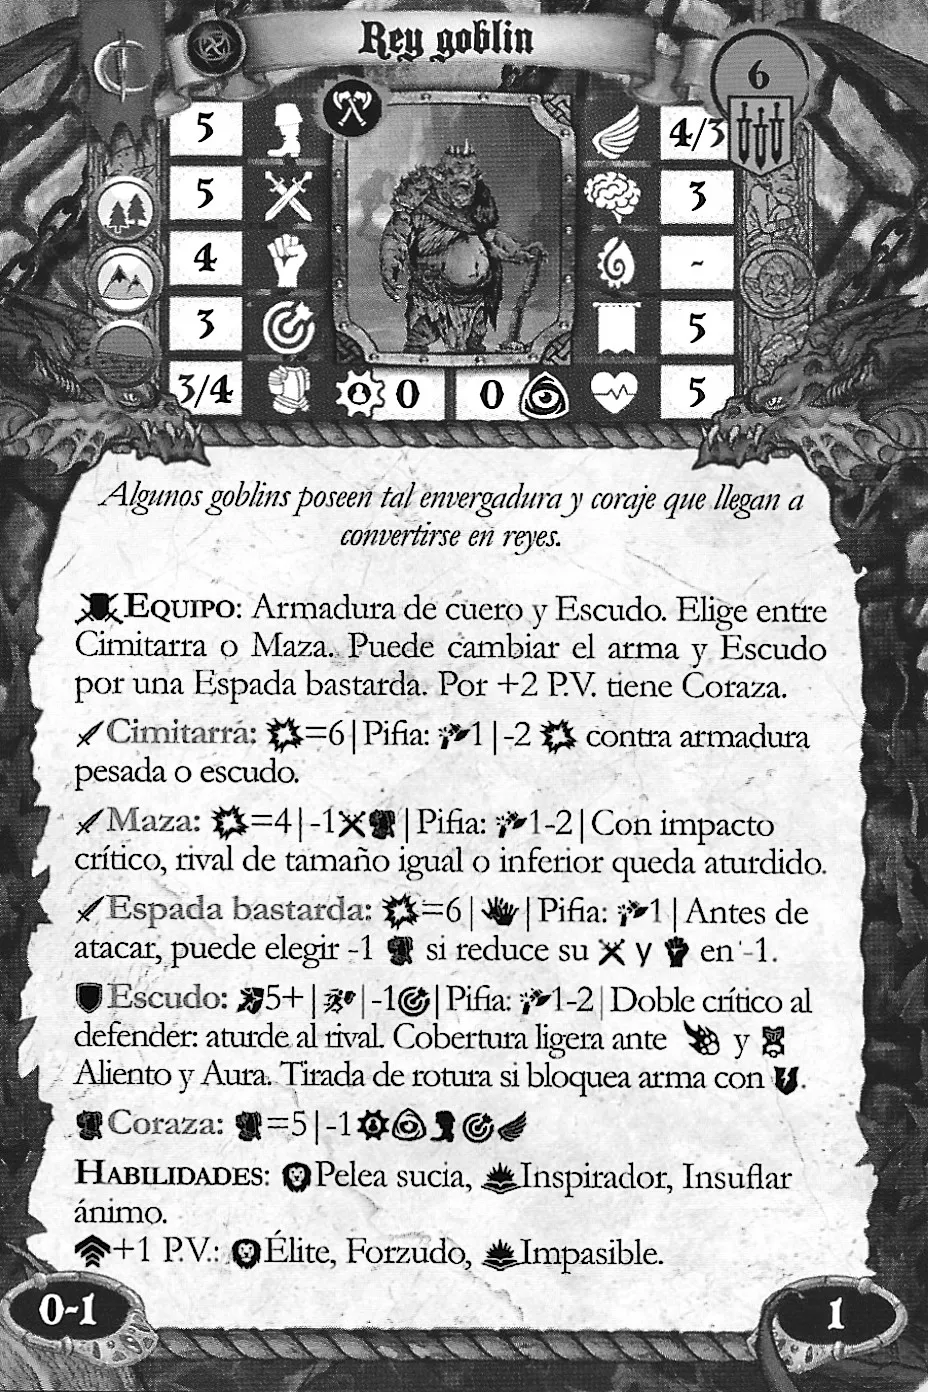 Rey goblin
6
5
4/3
5
3
4
-
3
5
3/4
0
0
5
Algunos goblins poseen tal envergadura y coraje que llegan a
convertirse en reyes.
EQUIPO: Armadura de cuero y Escudo. Elige entre
Cimitarra o Maza. Puede cambiar el arma y Escudo
por una Espada bastarda. Por +2 P.V. tiene Coraza.
Cimitarra: =6 | Pifia: 1 | -2 contra armadura
pesada o escudo.
Maza: =4 | -1 | Pifia: 1-2 | Con impacto
crítico, rival de tamaño igual o inferior queda aturdido.
Espada bastarda: =6 | | Pifia: 1 | Antes de
atacar, puede elegir -1 si reduce su y en -1.
Escudo: 5+ | | -1 | Pifia: 1-2 | Doble crítico al
defender: aturde al rival. Cobertura ligera ante y
Aliento y Aura. Tirada de rotura si bloquea arma con .
Coraza: =5 | -1
HABILIDADES: Pelea sucia, Inspirador, Insuflar
ánimo.
+1 P.V.: Élite, Forzudo, Impasible.
0-1
1